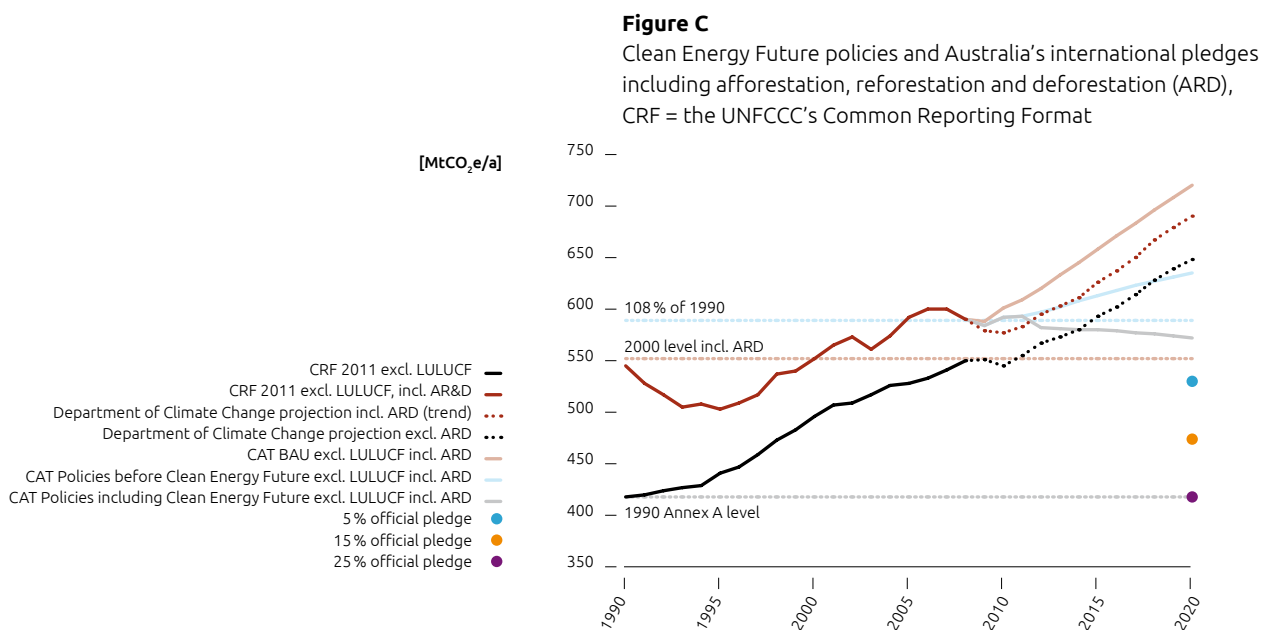 Figure C
Clean Energy Future policies and Australia’s international pledges
including afforestation, reforestation and deforestation (ARD),
CRF = the UNFCCC’s Common Reporting Format
[MtCO₂e/a]
750
700
650
600
550
500
450
400
350
108 % of 1990
2000 level incl. ARD
1990 Annex A level
CRF 2011 excl. LULUCF
CRF 2011 excl. LULUCF, incl. AR&D
Department of Climate Change projection incl. ARD (trend)
Department of Climate Change projection excl. ARD
CAT BAU excl. LULUCF incl. ARD
CAT Policies before Clean Energy Future excl. LULUCF incl. ARD
CAT Policies including Clean Energy Future excl. LULUCF incl. ARD
5 % official pledge
15 % official pledge
25 % official pledge
1990
1995
2000
2005
2010
2015
2020